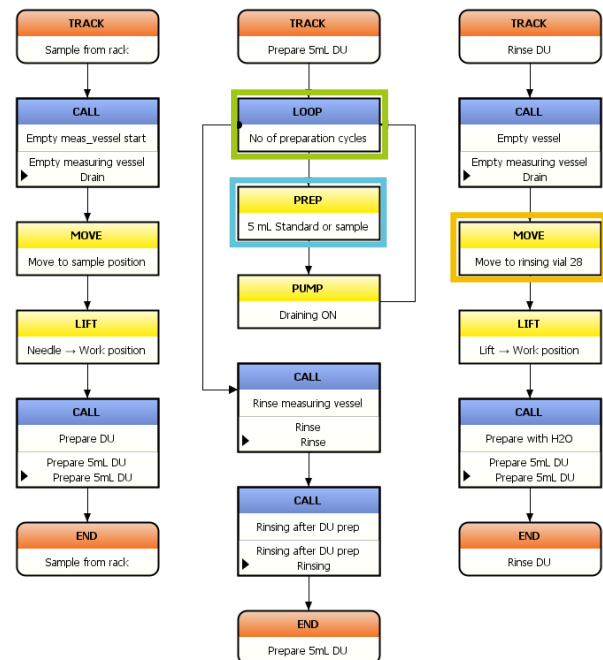 TRACK
Sample from rack
CALL
Empty meas_vessel start
Empty measuring vessel
Drain
MOVE
Move to sample position
LIFT
Needle → Work position
CALL
Prepare DU
Prepare 5mL DU
Prepare 5mL DU
END
Sample from rack
TRACK
Prepare 5mL DU
LOOP
No of preparation cycles
PREP
5 mL Standard or sample
PUMP
Draining ON
CALL
Rinse measuring vessel
Rinse
Rinse
CALL
Rinsing after DU prep
Rinsing after DU prep
Rinsing
END
Prepare 5mL DU
TRACK
Rinse DU
CALL
Empty vessel
Empty measuring vessel
Drain
MOVE
Move to rinsing vial 28
LIFT
Lift → Work position
CALL
Prepare with H2O
Prepare 5mL DU
Prepare 5mL DU
END
Rinse DU